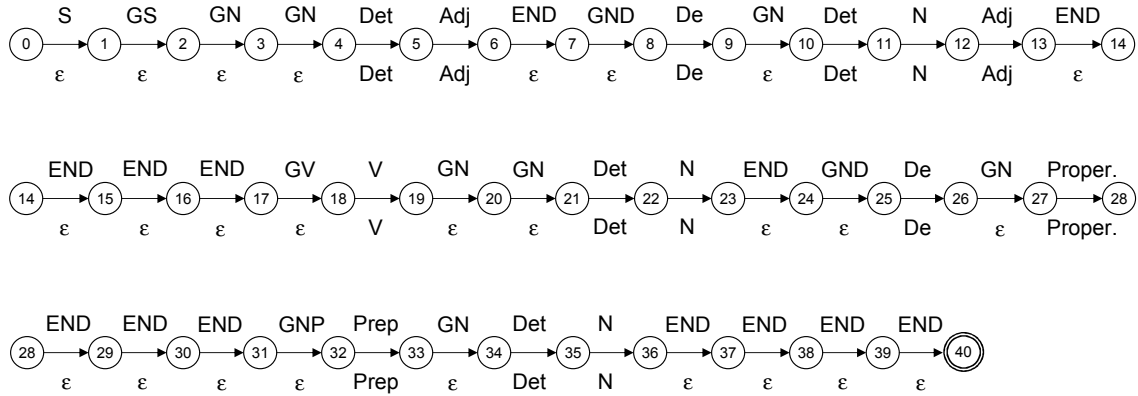 S GS GN GN Det Adj END GND De GN Det N Adj END
0 1 2 3 4 5 6 7 8 9 10 11 12 13 14
ε ε ε ε Det Adj ε ε De ε Det N Adj ε
END END END GV V GN GN Det N END GND De GN Proper.
14 15 16 17 18 19 20 21 22 23 24 25 26 27 28
ε ε ε ε V ε ε Det N ε ε De ε Proper.
END END END GNP Prep GN Det N END END END END
28 29 30 31 32 33 34 35 36 37 38 39 40
ε ε ε ε Prep ε Det N ε ε ε ε